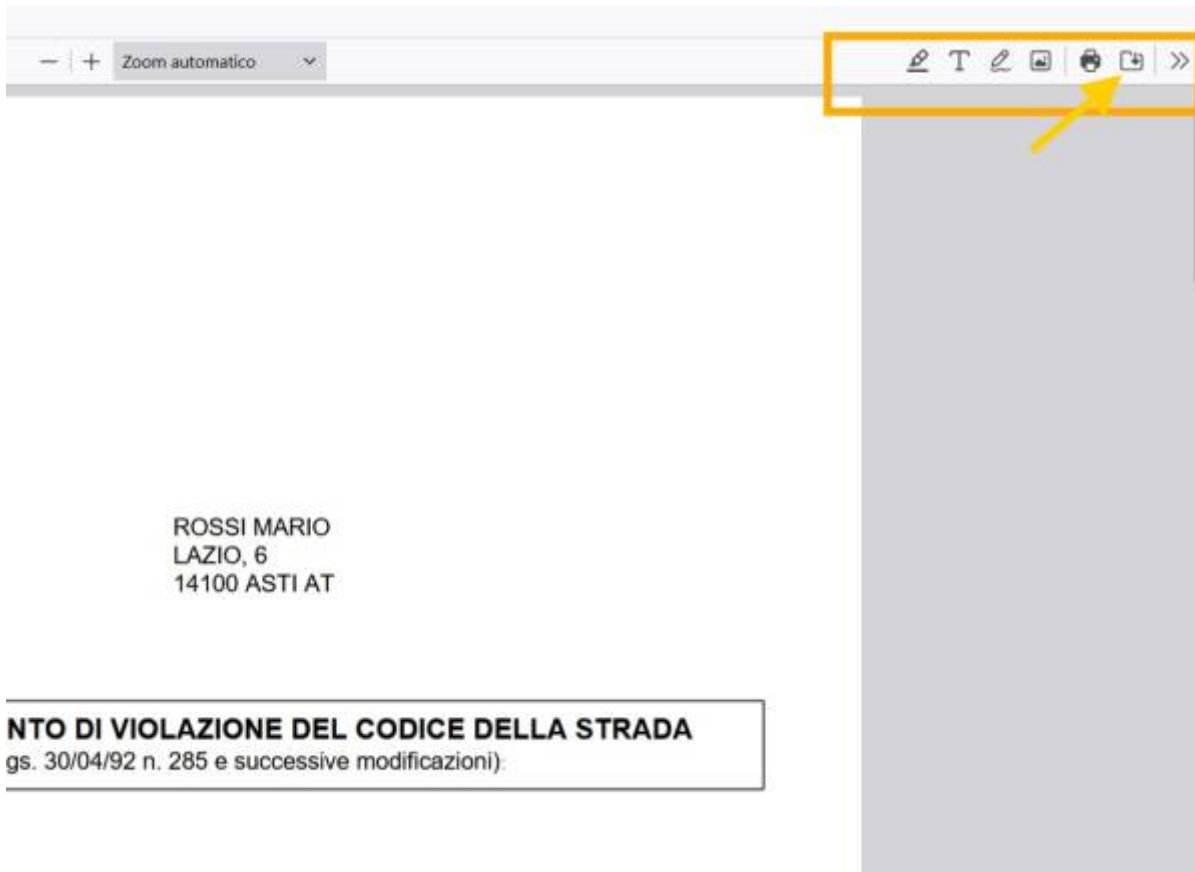 Zoom automatico
ROSSI MARIO
LAZIO, 6
14100 ASTI AT
NTO DI VIOLAZIONE DEL CODICE DELLA STRADA
gs. 30/04/92 n. 285 e successive modificazioni)